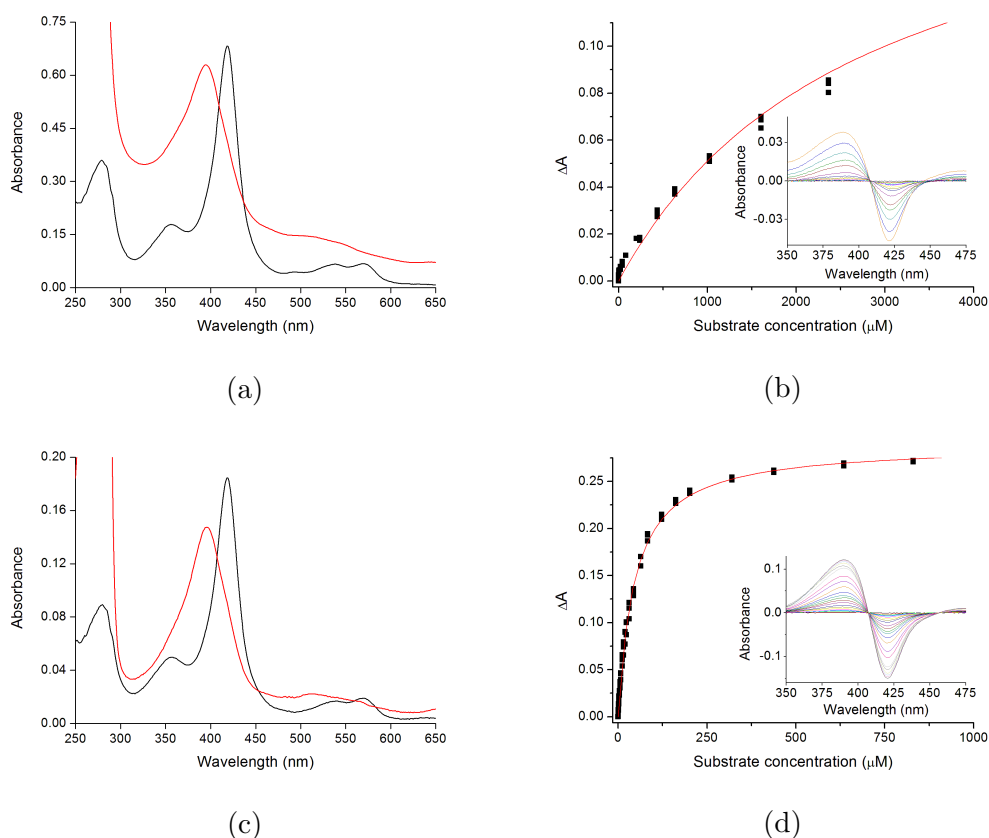 0.75
0.60
0.45
0.30
0.15
0.00
Absorbance
250 300 350 400 450 500 550 600 650
Wavelength (nm)
(a)
0.10
0.08
0.06
0.04
0.02
0.00
ΔA
0 1000 2000 3000 4000
Substrate concentration (μM)
0.03
0.00
-0.03
Absorbance
350 375 400 425 450 475
Wavelength (nm)
(b)
0.20
0.16
0.12
0.08
0.04
0.00
Absorbance
250 300 350 400 450 500 550 600 650
Wavelength (nm)
(c)
0.25
0.20
0.15
0.10
0.05
0.00
ΔA
0 250 500 750 1000
Substrate concentration (μM)
0.1
0.0
-0.1
Absorbance
350 375 400 425 450 475
Wavelength (nm)
(d)